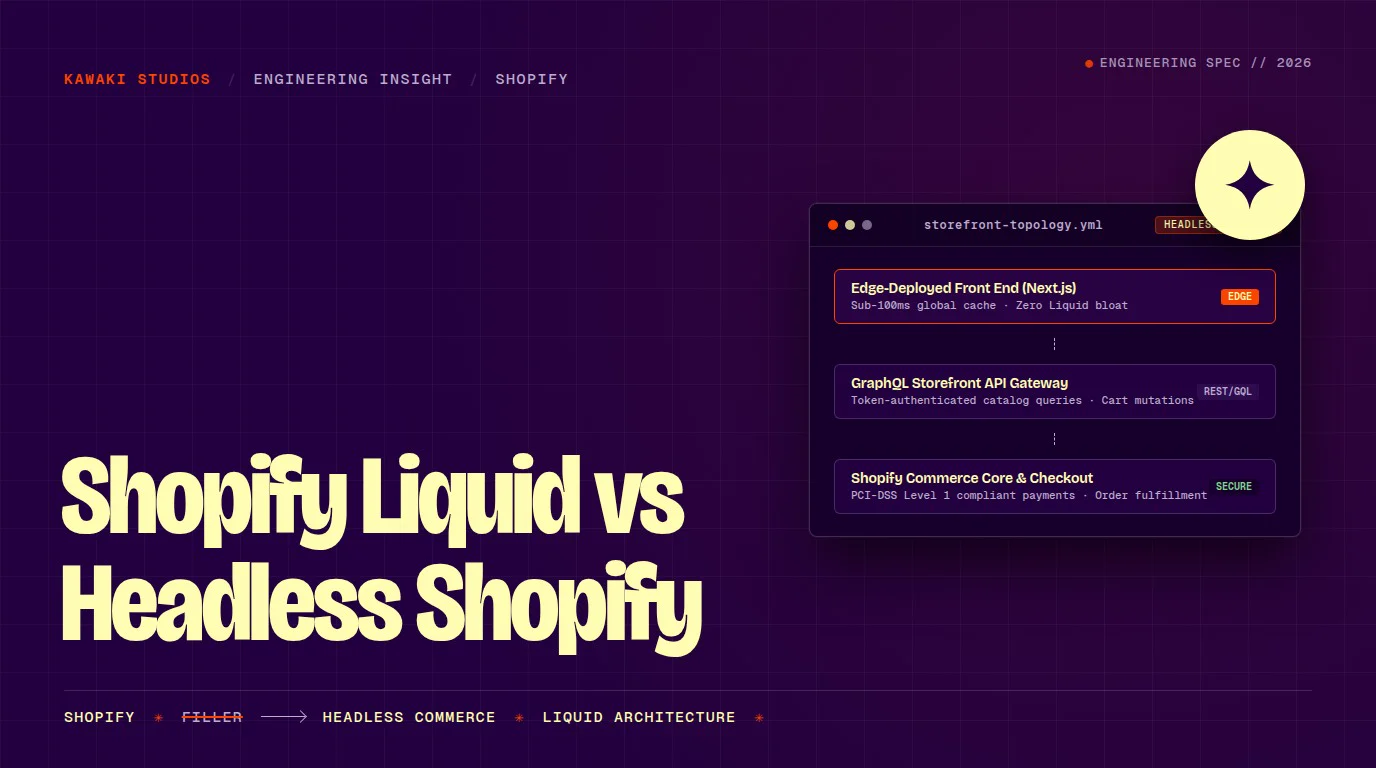 KAWAKI STUDIOS / ENGINEERING INSIGHT / SHOPIFY
ENGINEERING SPEC // 2026
storefront-topology.yml
Edge-Deployed Front End (Next.js)
Sub-100ms global cache · Zero Liquid bloat
EDGE
GraphQL Storefront API Gateway
Token-authenticated catalog queries · Cart mutations
REST/GQL
Shopify Commerce Core & Checkout
PCI-DSS Level 1 compliant payments · Order fulfillment
SECURE
Shopify Liquid vs
Headless Shopify
SHOPIFY ✳ FILLER → HEADLESS COMMERCE ✳ LIQUID ARCHITECTURE ✳